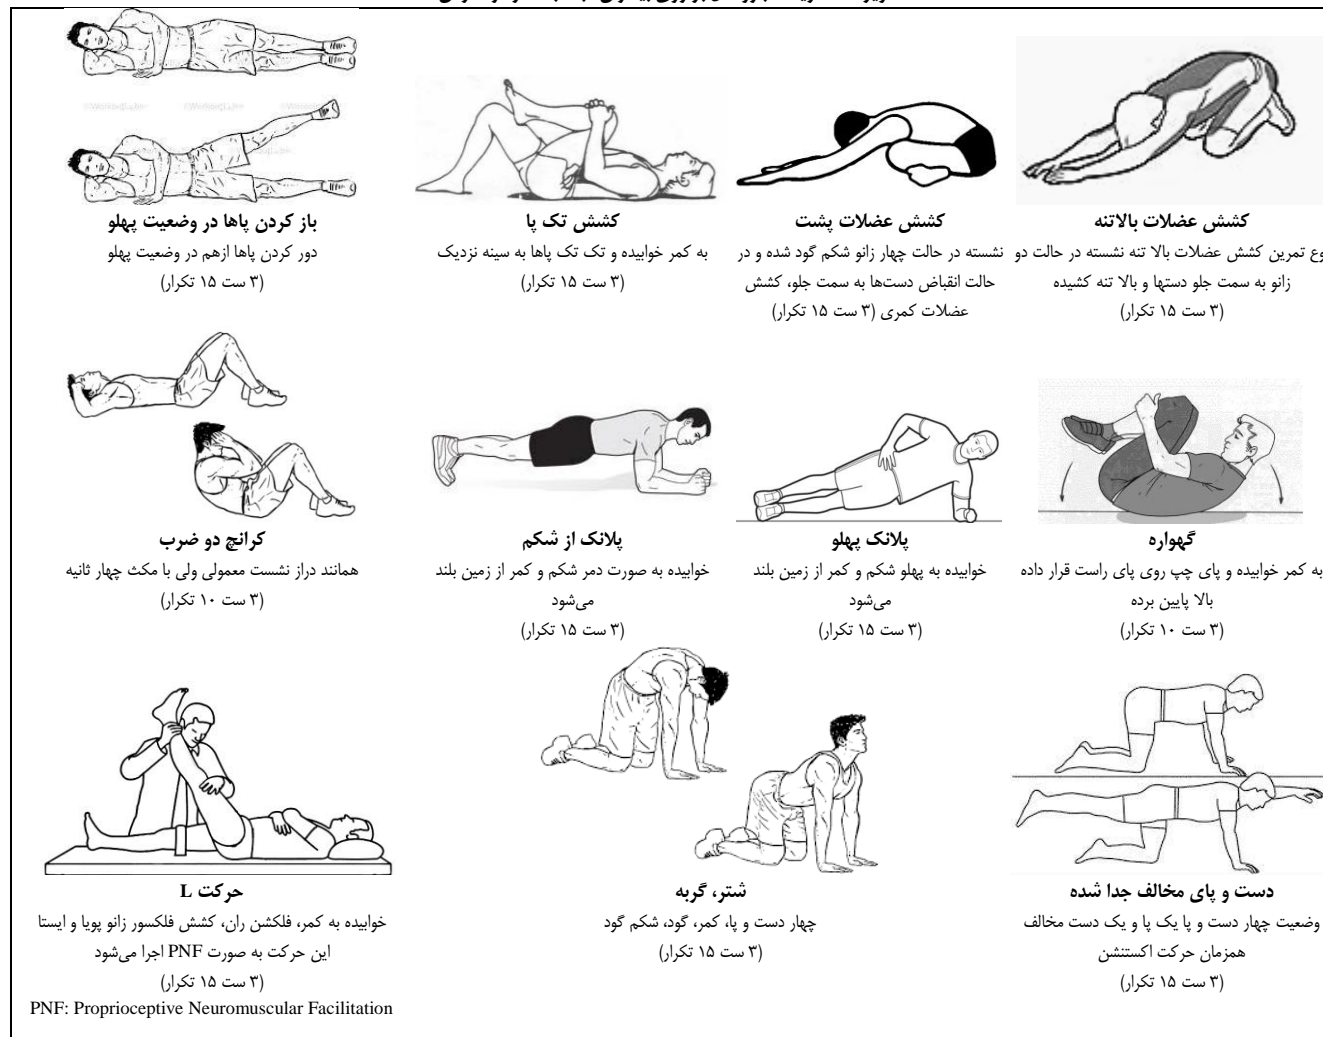 کشش عضلات بالاتنه
وع تمرین کشش عضلات بالا تنه نشسته در حالت دو
زانو به سمت جلو دستها و بالا تنه کشیده
(۳ ست ۱۵ تکرار)
کشش عضلات پشت
نشسته در حالت چهار زانو شکم گود شده و در
حالت انقباض دست‌ها به سمت جلو، کشش
عضلات کمری (۳ ست ۱۵ تکرار)
کشش تک پا
به کمر خوابیده و تک تک پاها به سینه نزدیک
(۳ ست ۱۵ تکرار)
باز کردن پاها در وضعیت پهلو
دور کردن پاها ازهم در وضعیت پهلو
(۳ ست ۱۵ تکرار)
گهواره
به کمر خوابیده و پای چپ روی پای راست قرار داده
بالا پایین برده
(۳ ست ۱۰ تکرار)
پلانک پهلو
خوابیده به پهلو شکم و کمر از زمین بلند
می‌شود
(۳ ست ۱۵ تکرار)
پلانک از شکم
خوابیده به صورت دمر شکم و کمر از زمین بلند
می‌شود
(۳ ست ۱۵ تکرار)
کرانچ دو ضرب
همانند دراز نشست معمولی ولی با مکث چهار ثانیه
(۳ ست ۱۰ تکرار)
دست و پای مخالف جدا شده
وضعیت چهار دست و پا یک پا و یک دست مخالف
همزمان حرکت اکستنشن
(۳ ست ۱۵ تکرار)
شتر، گربه
چهار دست و پا، کمر، گود، شکم گود
(۳ ست ۱۵ تکرار)
حرکت L
خوابیده به کمر، فلکشن ران، کشش فلکسور زانو پویا و ایستا
این حرکت به صورت PNF اجرا می‌شود
(۳ ست ۱۵ تکرار)
PNF: Proprioceptive Neuromuscular Facilitation